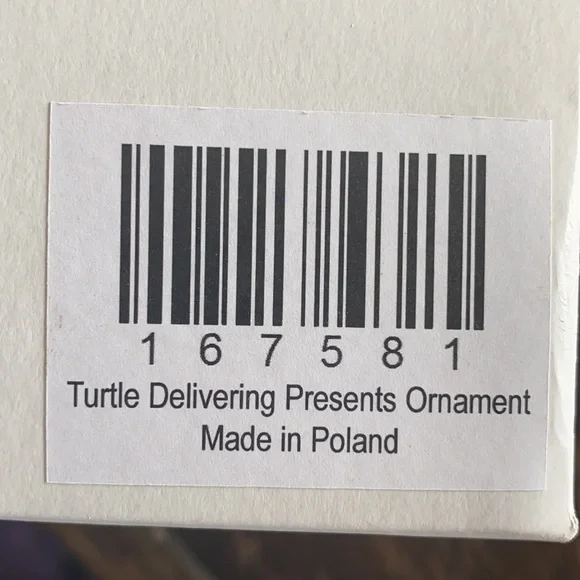 1 6 7 5 8 1
Turtle Delivering Presents Ornament
Made in Poland